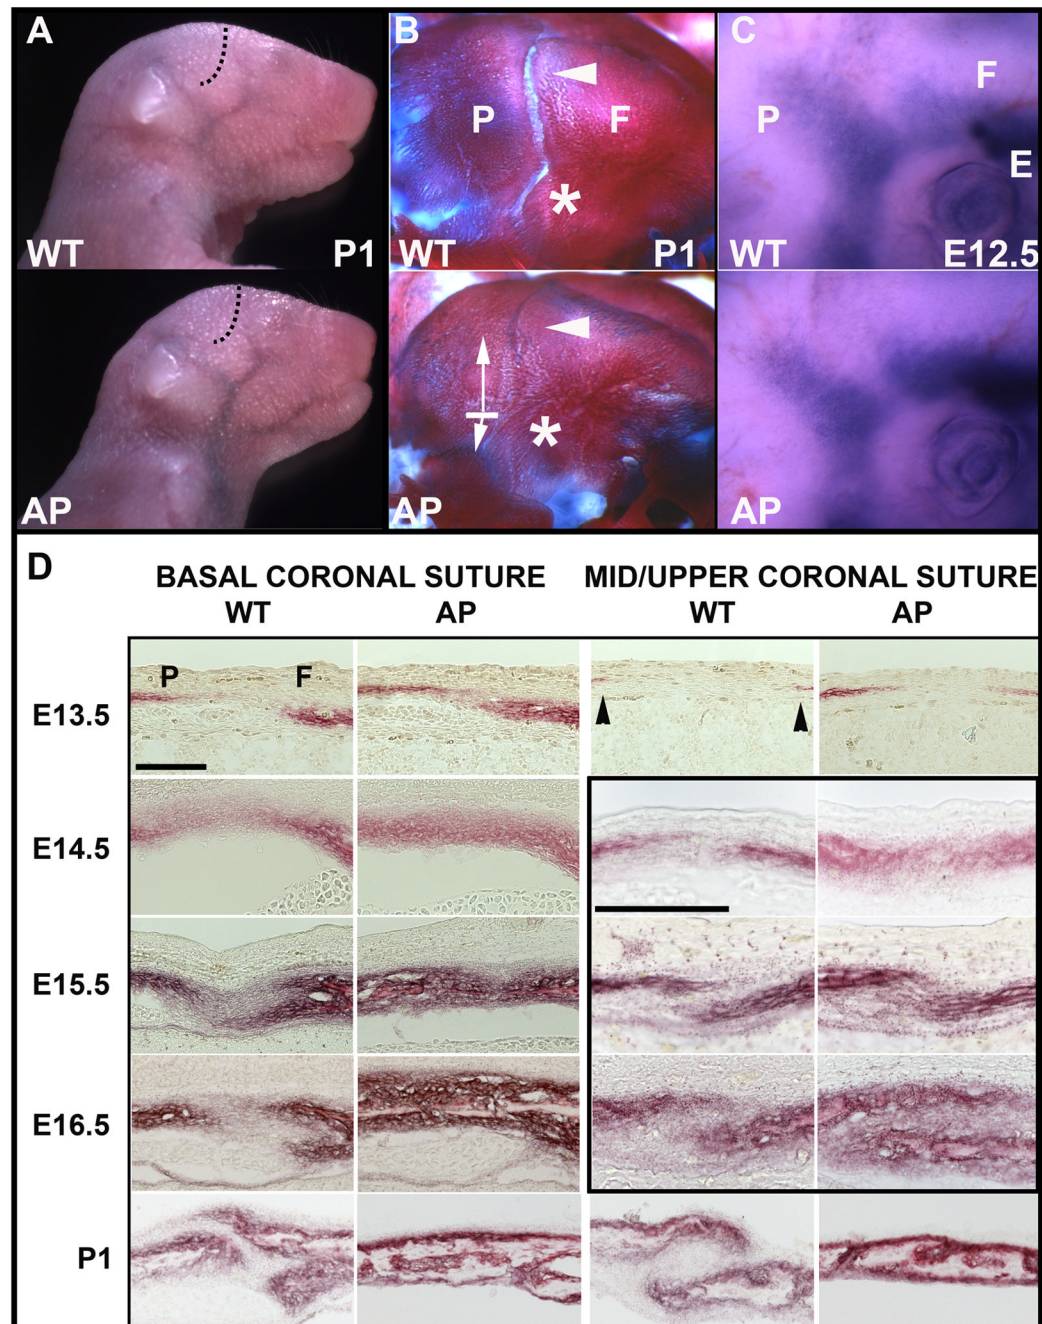 A
WT P1
AP
B
P F
*
WT P1
*
AP
C
F
P
E
WT E12.5
AP
D
BASAL CORONAL SUTURE MID/UPPER CORONAL SUTURE
WT AP WT AP
P F
E13.5
E14.5
E15.5
E16.5
P1